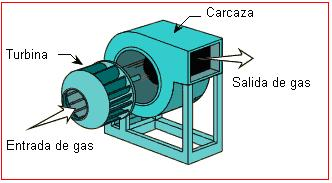 Carcaza
Turbina
Salida de gas
Entrada de gas